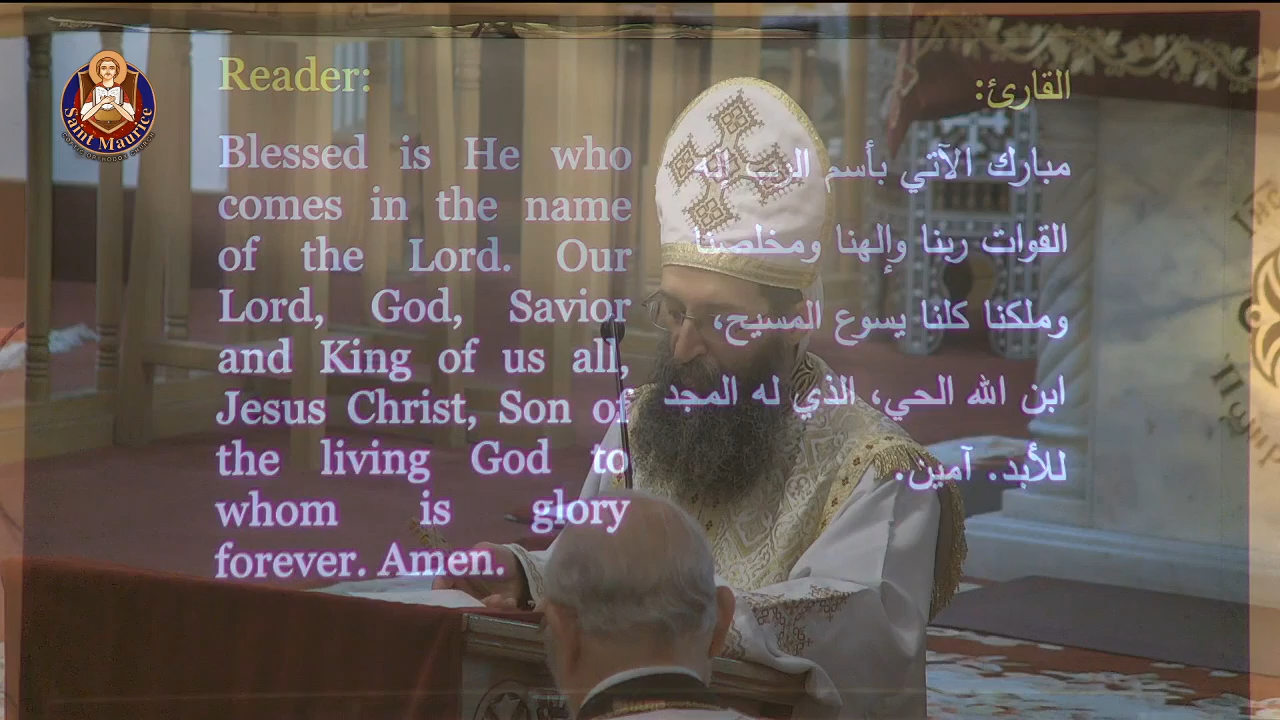 Saint Maurice
COPTIC ORTHODOX CHURCH
Reader:
Blessed is He who
comes in the name
of the Lord. Our
Lord, God, Savior
and King of us all,
Jesus Christ, Son of
the living God to
whom is glory
forever. Amen.
القارئ:
مبارك الآتي بأسم الرب إله
القوات ربنا وإلهنا ومخلصنا
وملكنا كلنا يسوع المسيح،
ابن الله الحي، الذي له المجد
للأبد. آمين.